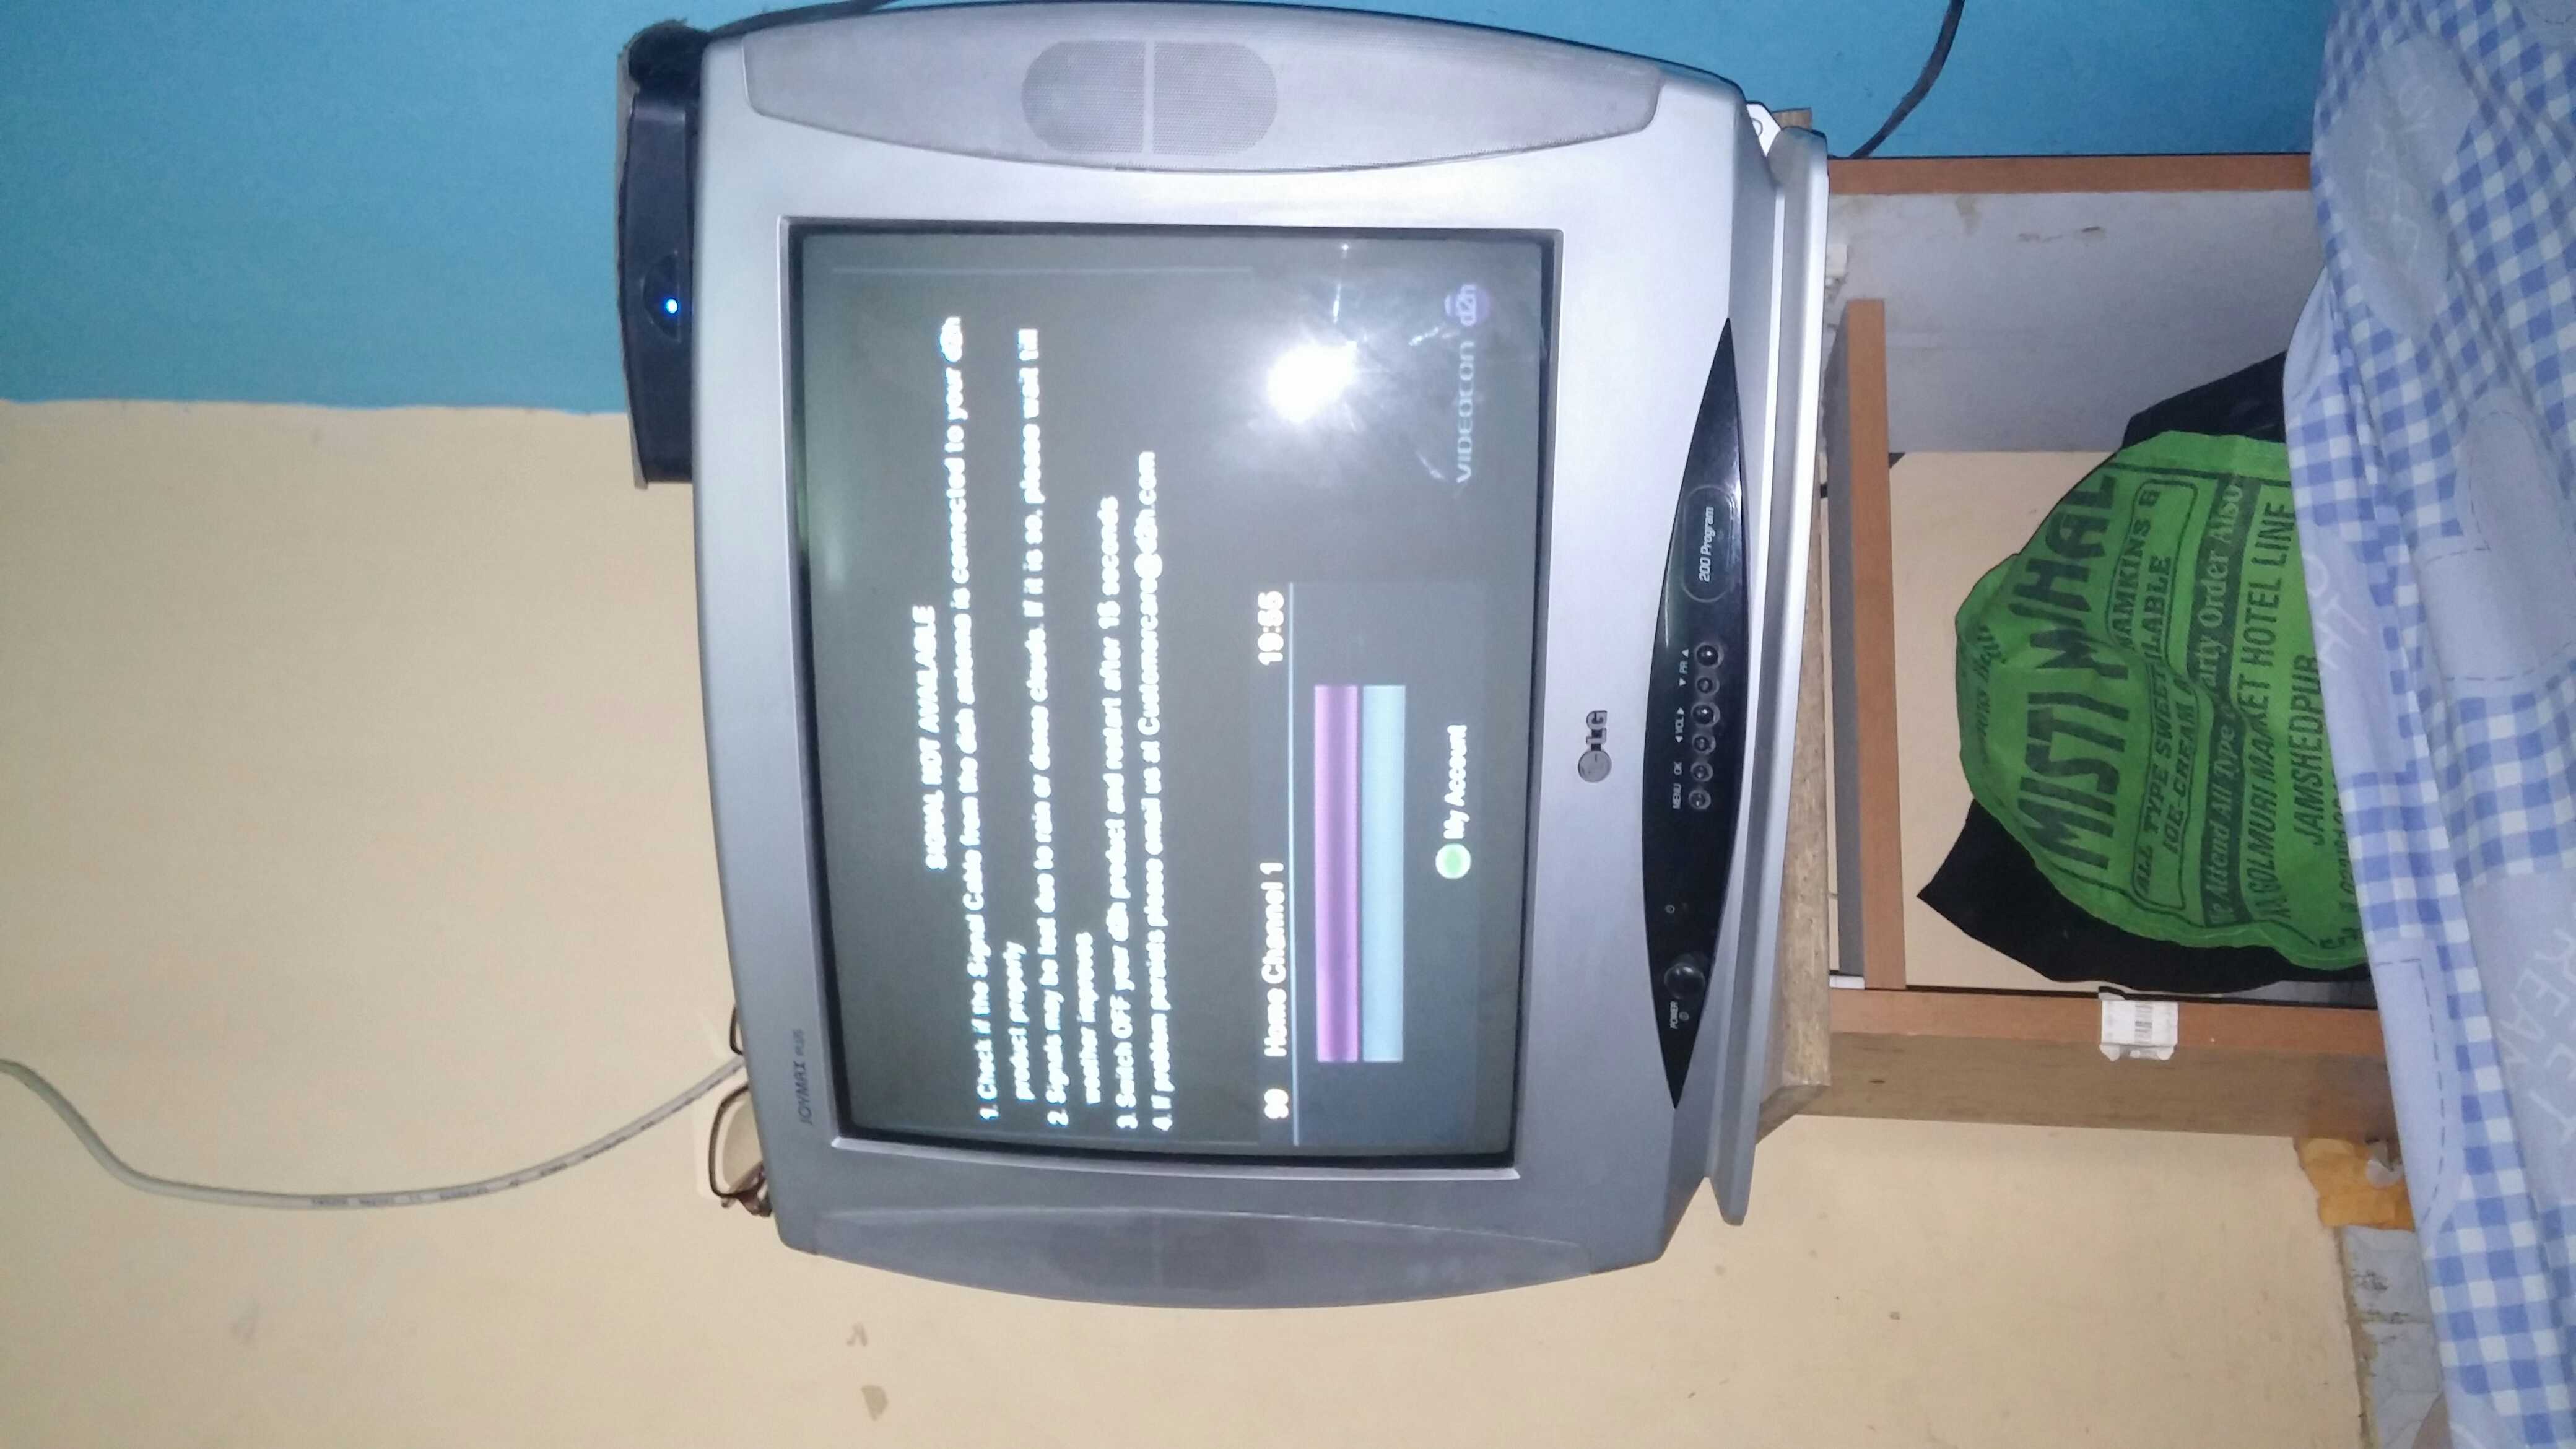 JOYMAX PLUS
SIGNAL NOT AVAILABLE
1. Check if the Signal Cable from the dish antenna is connected to your d2h
product properly
2. Signals may be lost due to rain or dense clouds. If it is so, please wait till
weather improves
3. Switch OFF your d2h product and restart after 15 seconds
4. If problem persists please email us at Customercare@d2h.com
99 Home Channel 1 19:55
My Account
VIDEOCON d2h
LG
POWER
MENU OK VOL PR
200 Program
MISTI MAHAL
NAMKINS &
ALL TYPE SWEET
ILABLE
ICE-CREAM A
Attend All Type
arty Order Also
GOLMURI MARKET HOTEL LINE
JAMSHEDPUR